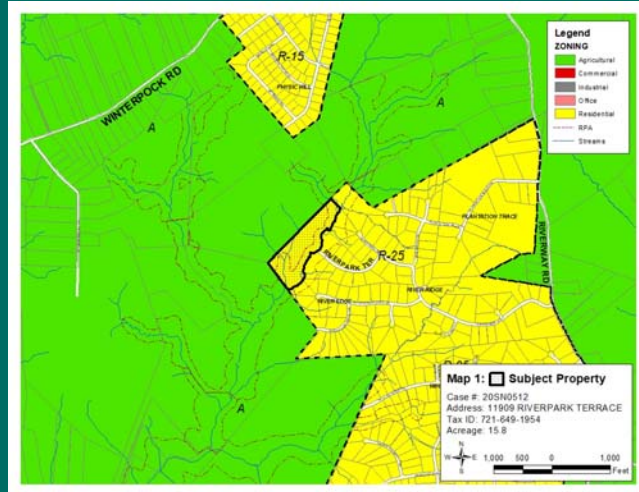 R-15
PHYSIC HILL
WINTERPOCK RD
A
A
Legend
ZONING
Agricultural
Commercial
Industrial
Office
Residential
RPA
Streams
PLANTATION TRACE
R-25
RIVERPARK TER
RIVERWAY RD
RIVER RIDGE
RIVER EDGE
A
Map 1: Subject Property
Case #: 20SN0512
Address: 11909 RIVERPARK TERRACE
Tax ID: 721-649-1954
Acreage: 15.8
N
W E
S
1,000 500 0 1,000
Feet